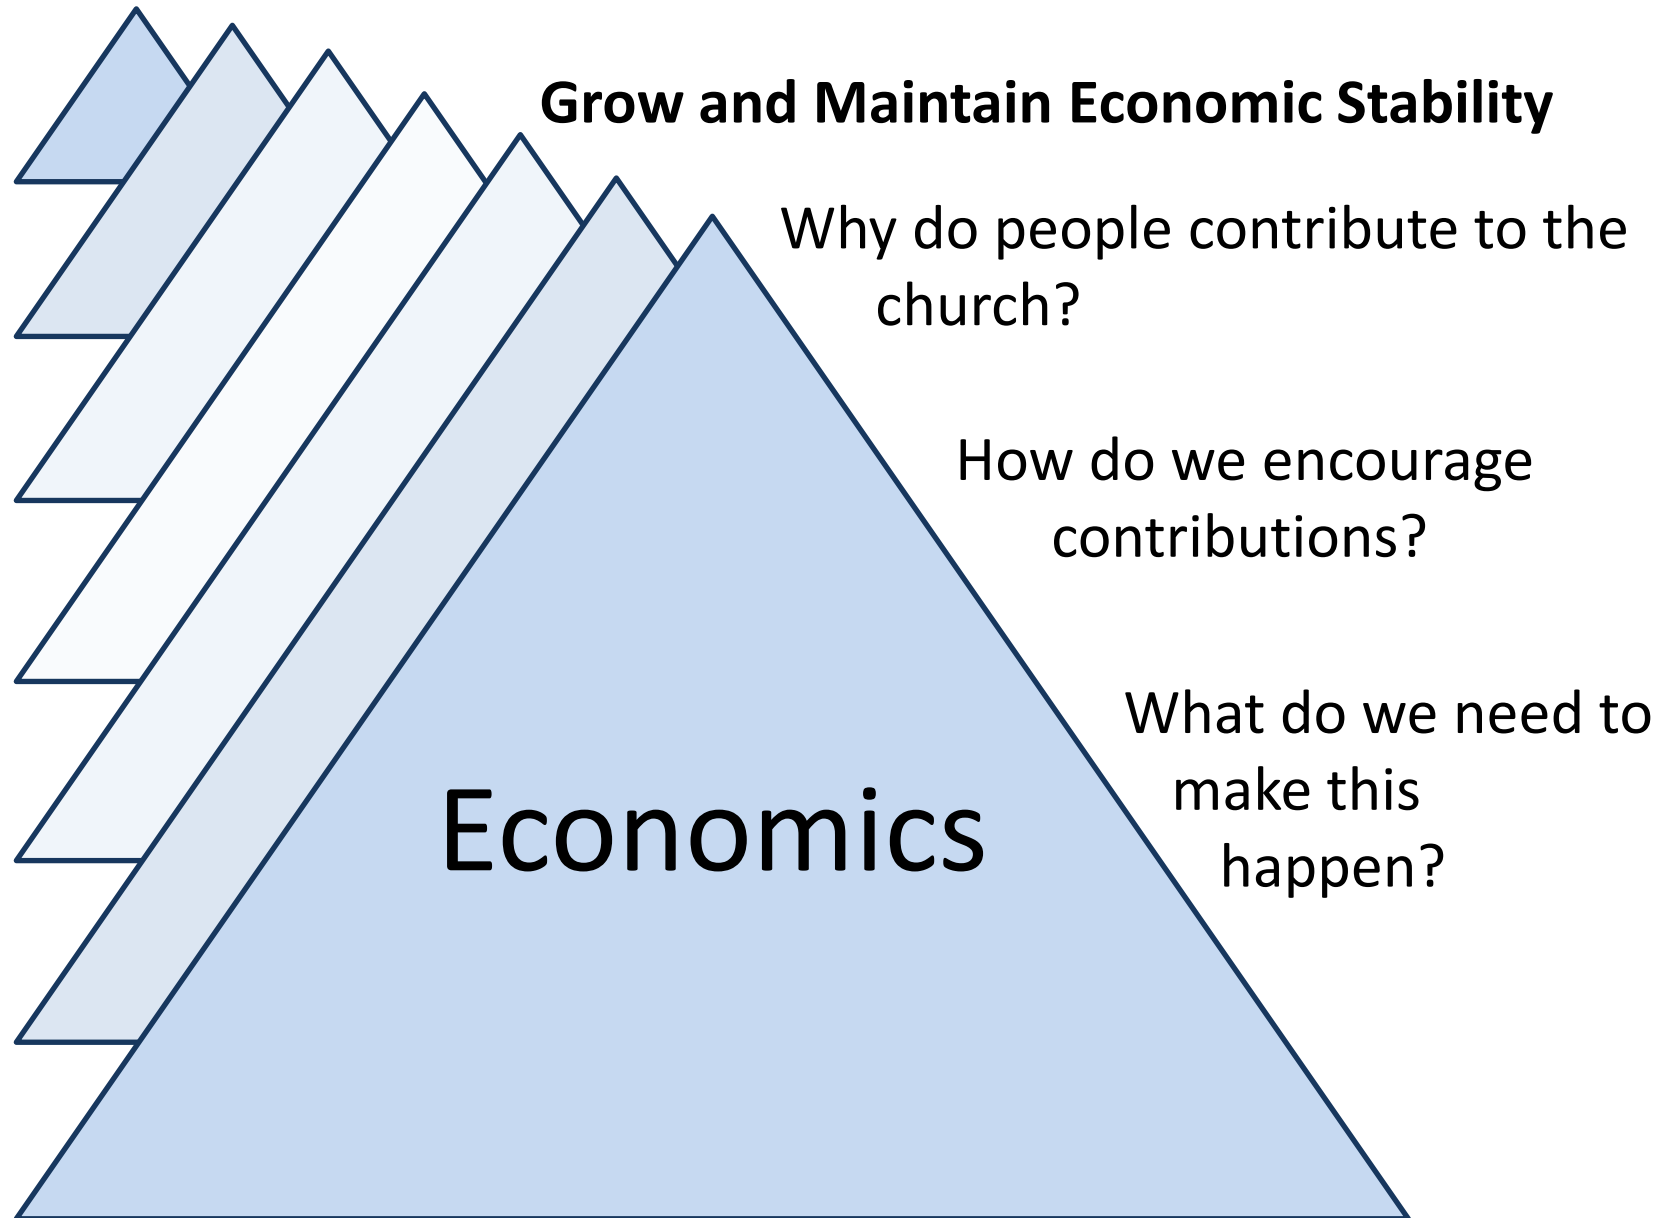 Grow and Maintain Economic Stability
Why do people contribute to the
church?
How do we encourage
contributions?
What do we need to
make this
happen?
Economics